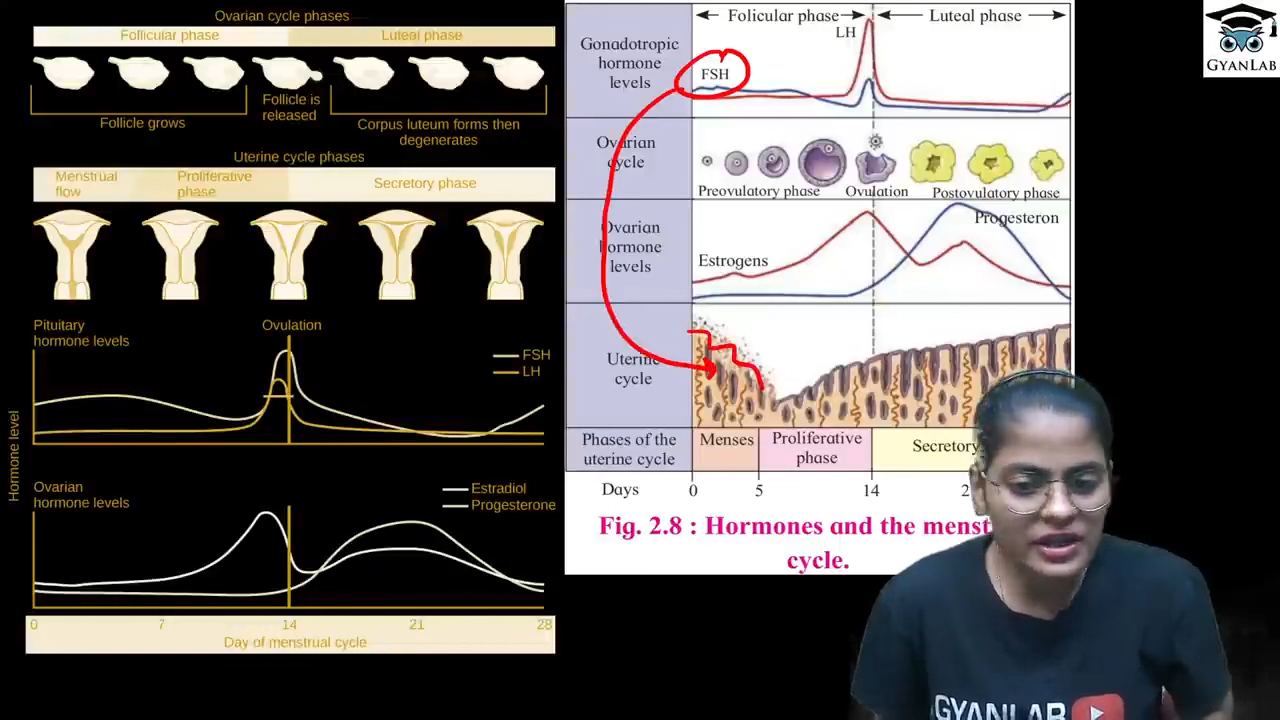 Ovarian cycle phases
Follicular phase
Luteal phase
Follicle grows
Follicle is
released
Corpus luteum forms then
degenerates
Uterine cycle phases
Menstrual
flow
Proliferative
phase
Secretory phase
Pituitary
hormone levels
Ovulation
FSH
LH
Hormone level
Ovarian
hormone levels
Estradiol
Progesterone
0 7 14 21 28
Day of menstrual cycle
Gonadotropic
hormone
levels
Folicular phase
Luteal phase
LH
FSH
Ovarian
cycle
Preovulatory phase
Ovulation
Postovulatory phase
Ovarian
hormone
levels
Estrogens
Progesteron
Uterine
cycle
Phases of the
uterine cycle
Menses
Proliferative
phase
Secretory
Days
0 5 14 2
Fig. 2.8 : Hormones and the menst
cycle.
GYANLAB
GYANLAB